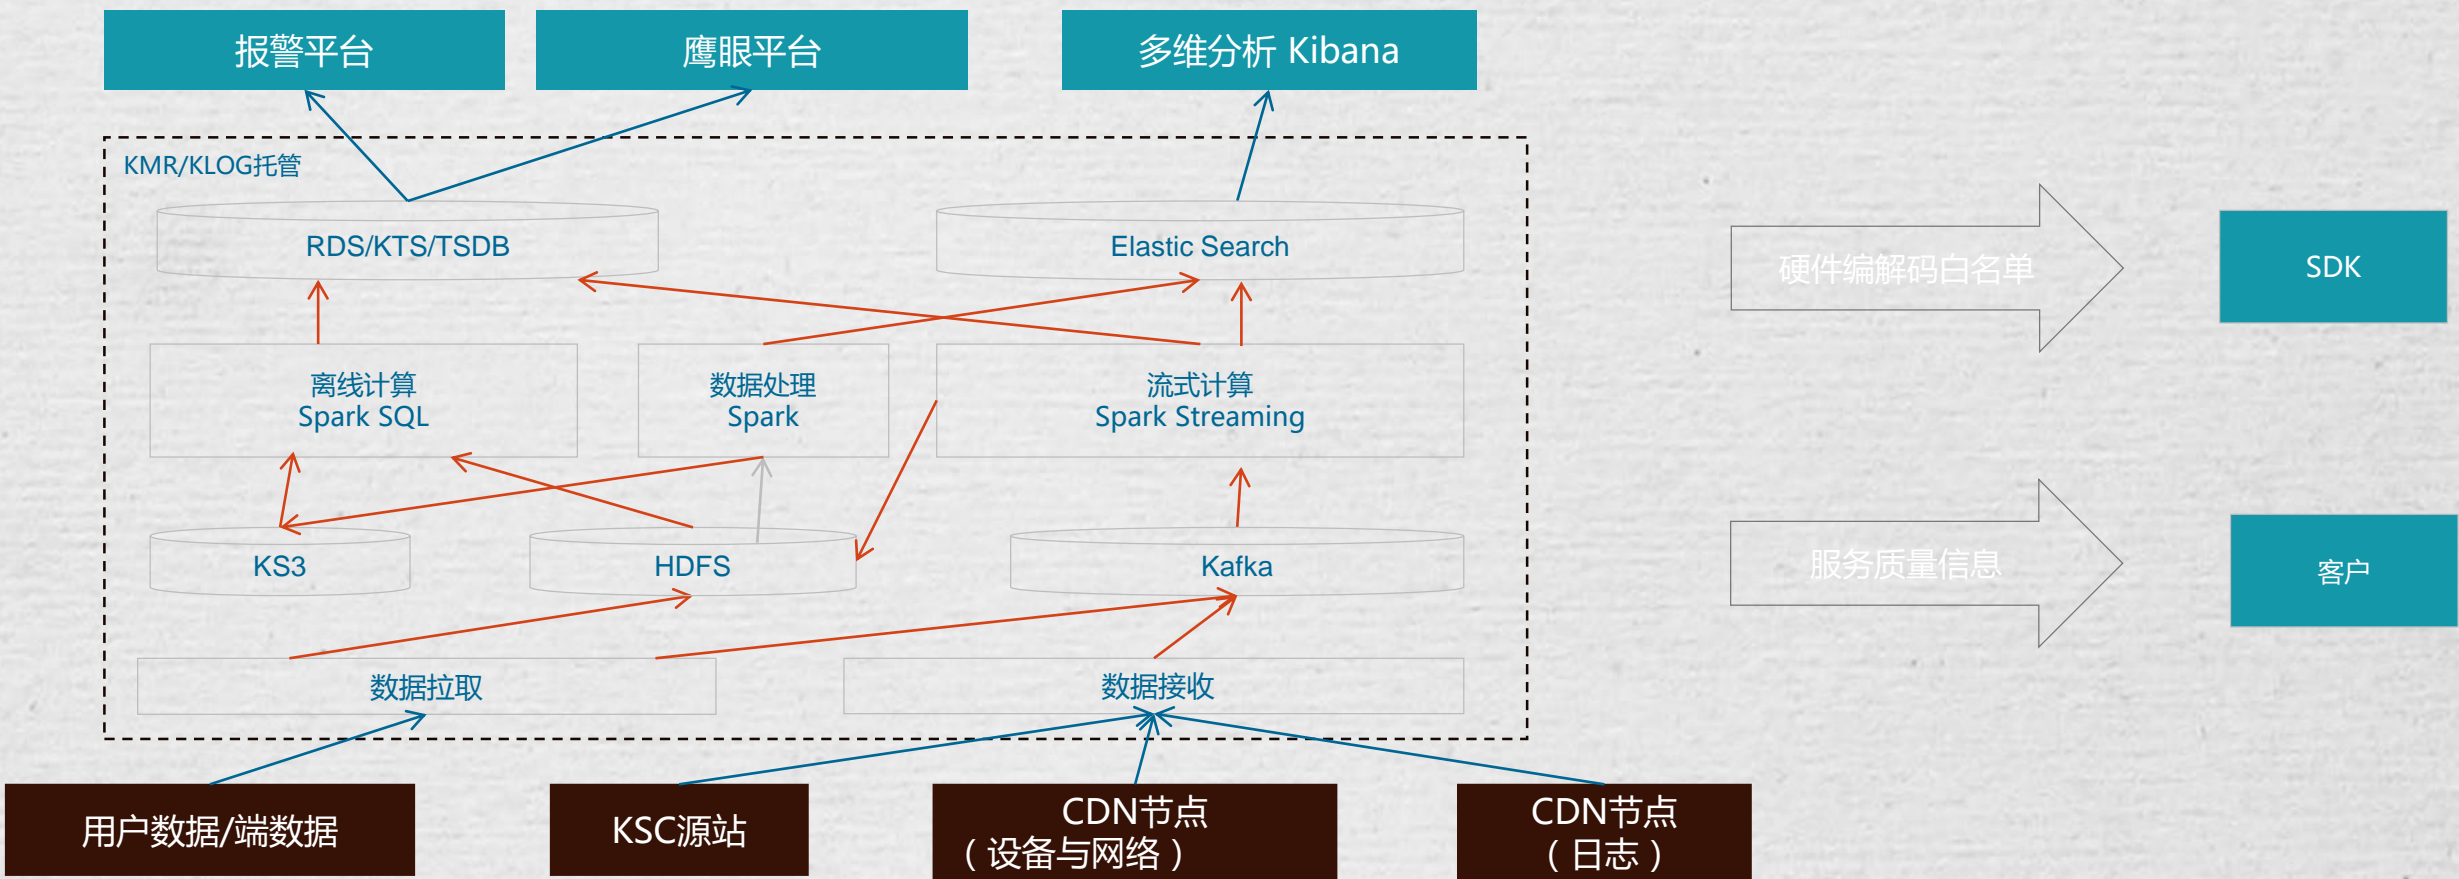 报警平台
鹰眼平台
多维分析 Kibana
KMR/KLOG托管
RDS/KTS/TSDB
Elastic Search
硬件编解码白名单
SDK
离线计算
Spark SQL
数据处理
Spark
流式计算
Spark Streaming
KS3
HDFS
Kafka
服务质量信息
客户
数据拉取
数据接收
用户数据/端数据
KSC源站
CDN节点
（设备与网络）
CDN节点
（日志）